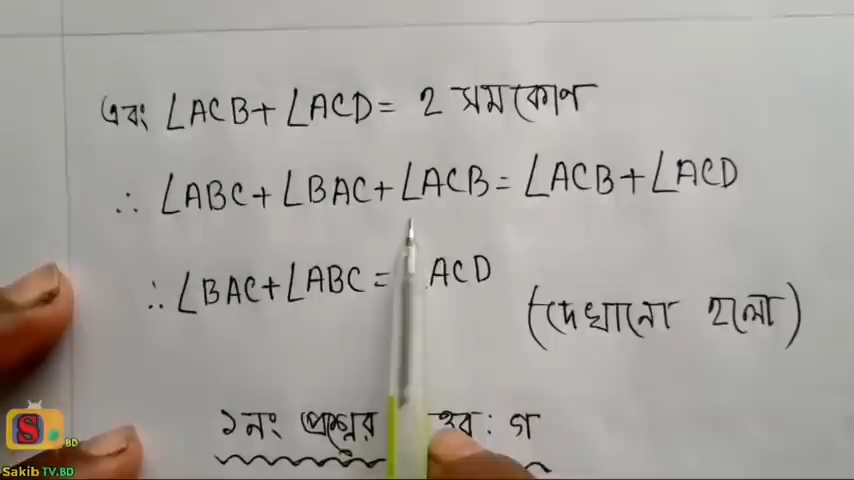 এবং ∠ACB+∠ACD= 2 সমকোণ
∴ ∠ABC+∠BAC+∠ACB=∠ACB+∠ACD
∴ ∠BAC+∠ABC= ACD
(দেখানো হলো)
১নং প্রশ্নের : গ
S BD
Sakib TV.BD